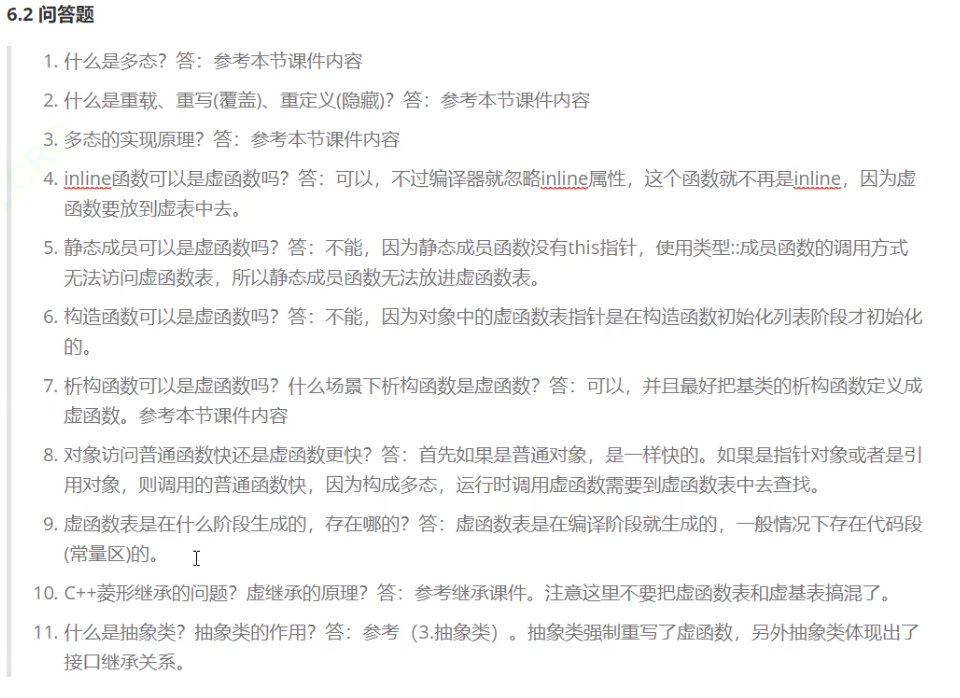 6.2 问答题
1. 什么是多态？答：参考本节课件内容
2. 什么是重载、重写(覆盖)、重定义(隐藏)？答：参考本节课件内容
3. 多态的实现原理？答：参考本节课件内容
4. inline函数可以是虚函数吗？答：可以，不过编译器就忽略inline属性，这个函数就不再是inline，因为虚
函数要放到虚表中去。
5. 静态成员可以是虚函数吗？答：不能，因为静态成员函数没有this指针，使用类型::成员函数的调用方式
无法访问虚函数表，所以静态成员函数无法放进虚函数表。
6. 构造函数可以是虚函数吗？答：不能，因为对象中的虚函数表指针是在构造函数初始化列表阶段才初始化
的。
7. 析构函数可以是虚函数吗？什么场景下析构函数是虚函数？答：可以，并且最好把基类的析构函数定义成
虚函数。参考本节课件内容
8. 对象访问普通函数快还是虚函数更快？答：首先如果是普通对象，是一样快的。如果是指针对象或者是引
用对象，则调用的普通函数快，因为构成多态，运行时调用虚函数需要到虚函数表中去查找。
9. 虚函数表是在什么阶段生成的，存在哪的？答：虚函数表是在编译阶段就生成的，一般情况下存在代码段
(常量区)的。
10. C++菱形继承的问题？虚继承的原理？答：参考继承课件。注意这里不要把虚函数表和虚基表搞混了。
11. 什么是抽象类？抽象类的作用？答：参考（3.抽象类）。抽象类强制重写了虚函数，另外抽象类体现出了
接口继承关系。